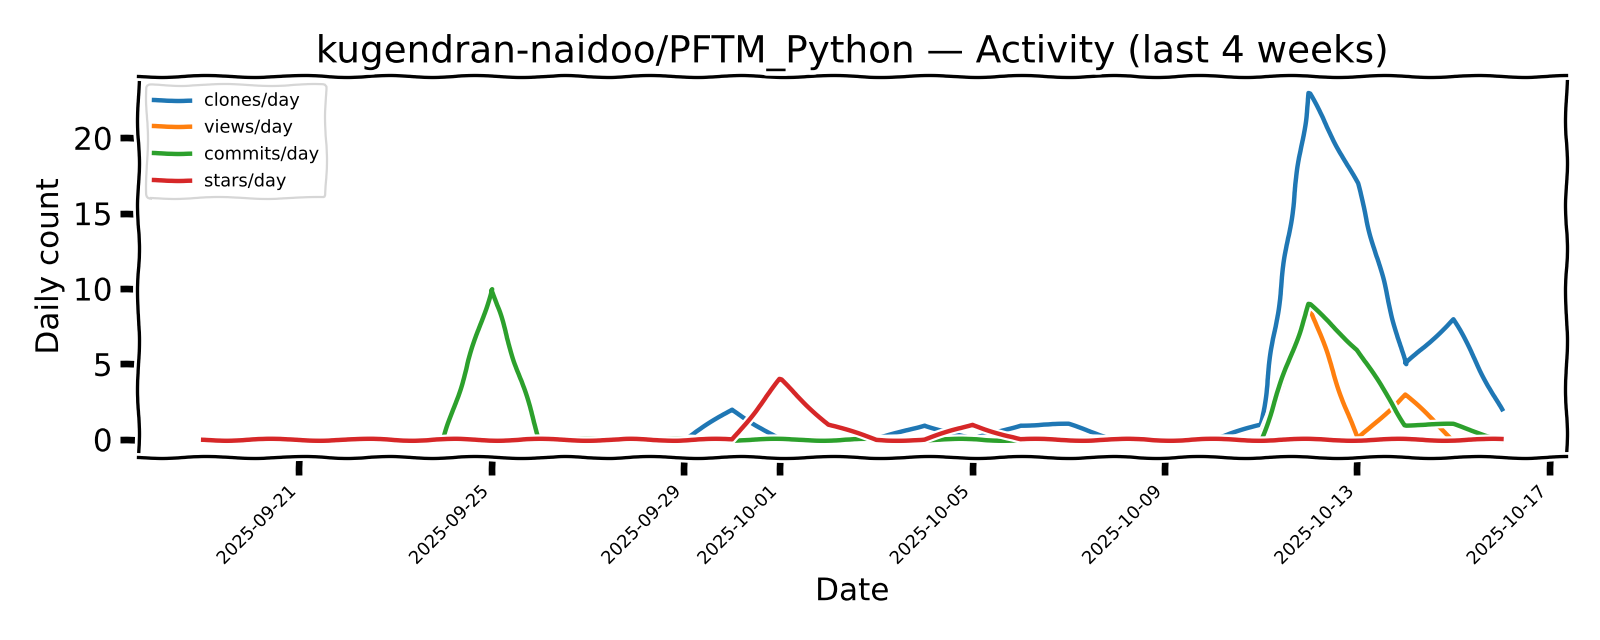 kugendran-naidoo/PFTM_Python — Activity (last 4 weeks)
clones/day
views/day
commits/day
stars/day
Daily count
20
15
10
5
0
2025-09-21
2025-09-25
2025-09-29
2025-10-01
2025-10-05
2025-10-09
2025-10-13
2025-10-17
Date